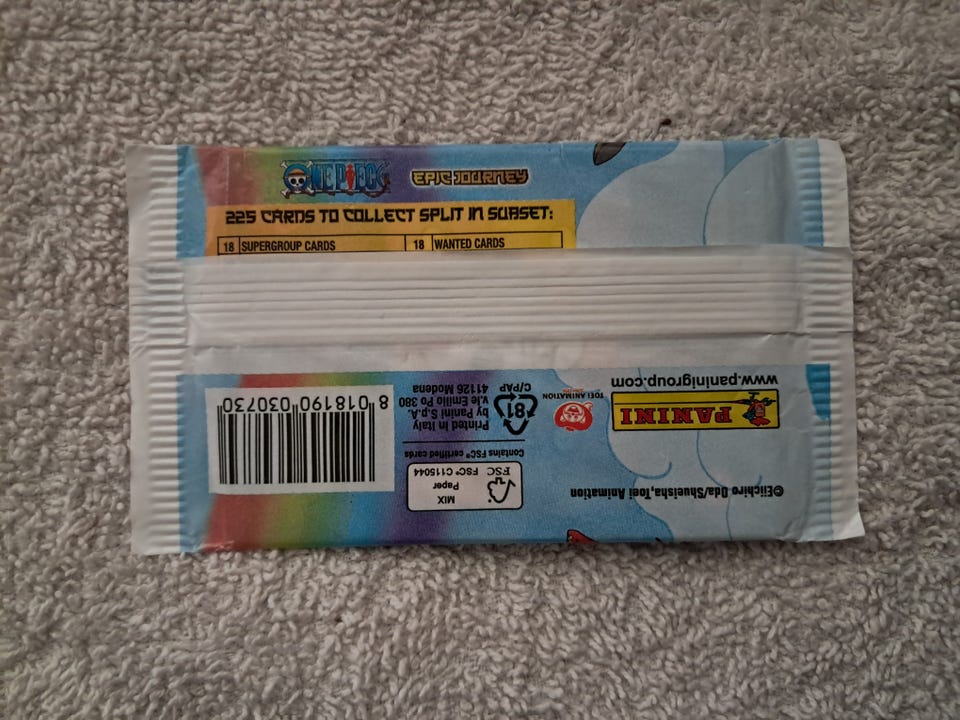 ONE PIECE
EPIC JOURNEY
225 CARDS TO COLLECT SPLIT IN SUBSET:
18 SUPERGROUP CARDS 18 WANTED CARDS
©Eiichiro Oda/Shueisha,Toei Animation
MIX
Paper
FSC FSC® C115044
Contains FSC® certified cards
Printed in Italy
by Panini S.p.A.
v.le Emilio Po 380
41126 Modena
81
C/PAP
TOEI ANIMATION
PANINI
www.paninigroup.com
8 018190 030730